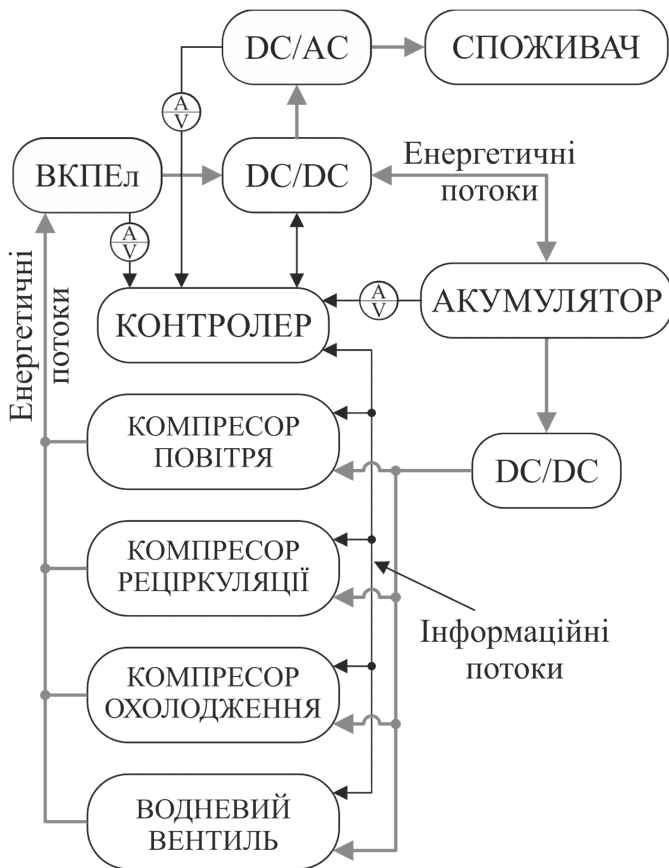 DC/AC
СПОЖИВАЧ
A
V
ВКПЕл
DC/DC
Енергетичні
потоки
A
V
A
V
КОНТРОЛЕР
АКУМУЛЯТОР
Енергетичні
потоки
КОМПРЕСОР
ПОВІТРЯ
DC/DC
КОМПРЕСОР
РЕЦІРКУЛЯЦІЇ
Інформаційні
потоки
КОМПРЕСОР
ОХОЛОДЖЕННЯ
ВОДНЕВИЙ
ВЕНТИЛЬ